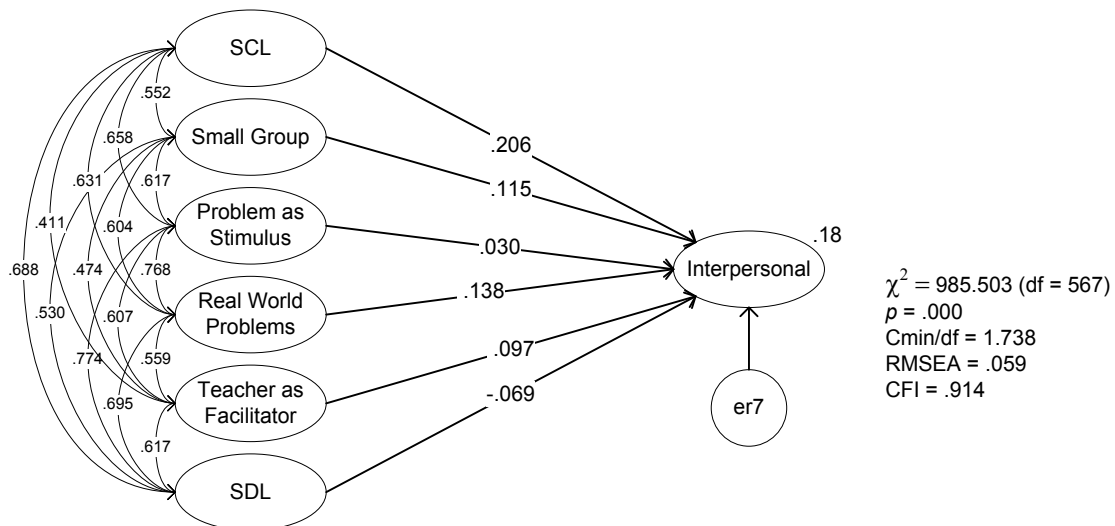 SCL
.552
Small Group
.206
.658
.617
.115
.631
Problem as
Stimulus
.411
.604
.030
.18
Interpersonal
.688
.474
.768
Real World
Problems
.138
.530
.607
.774
.559
.097
Teacher as
Facilitator
-.069
.695
.617
SDL
er7
χ² = 985.503 (df = 567)
p = .000
Cmin/df = 1.738
RMSEA = .059
CFI = .914